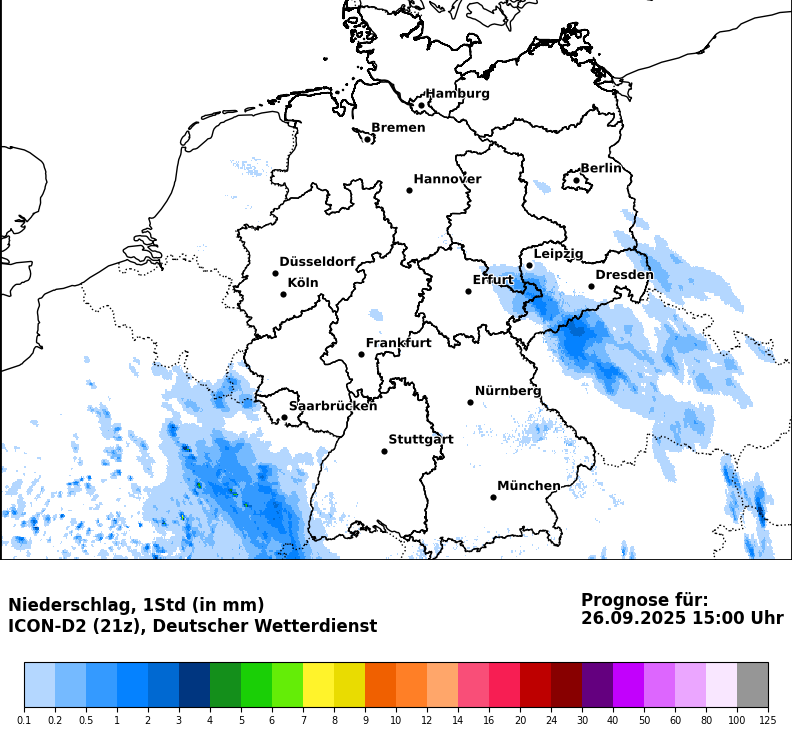 Hamburg
Bremen
Berlin
Hannover
Leipzig
Düsseldorf
Dresden
Köln
Erfurt
Frankfurt
Nürnberg
Saarbrücken
Stuttgart
München
Niederschlag, 1Std (in mm)
ICON-D2 (21z), Deutscher Wetterdienst
Prognose für:
26.09.2025 15:00 Uhr
0.1 0.2 0.5 1 2 3 4 5 6 7 8 9 10 12 14 16 20 24 30 40 50 60 80 100 125